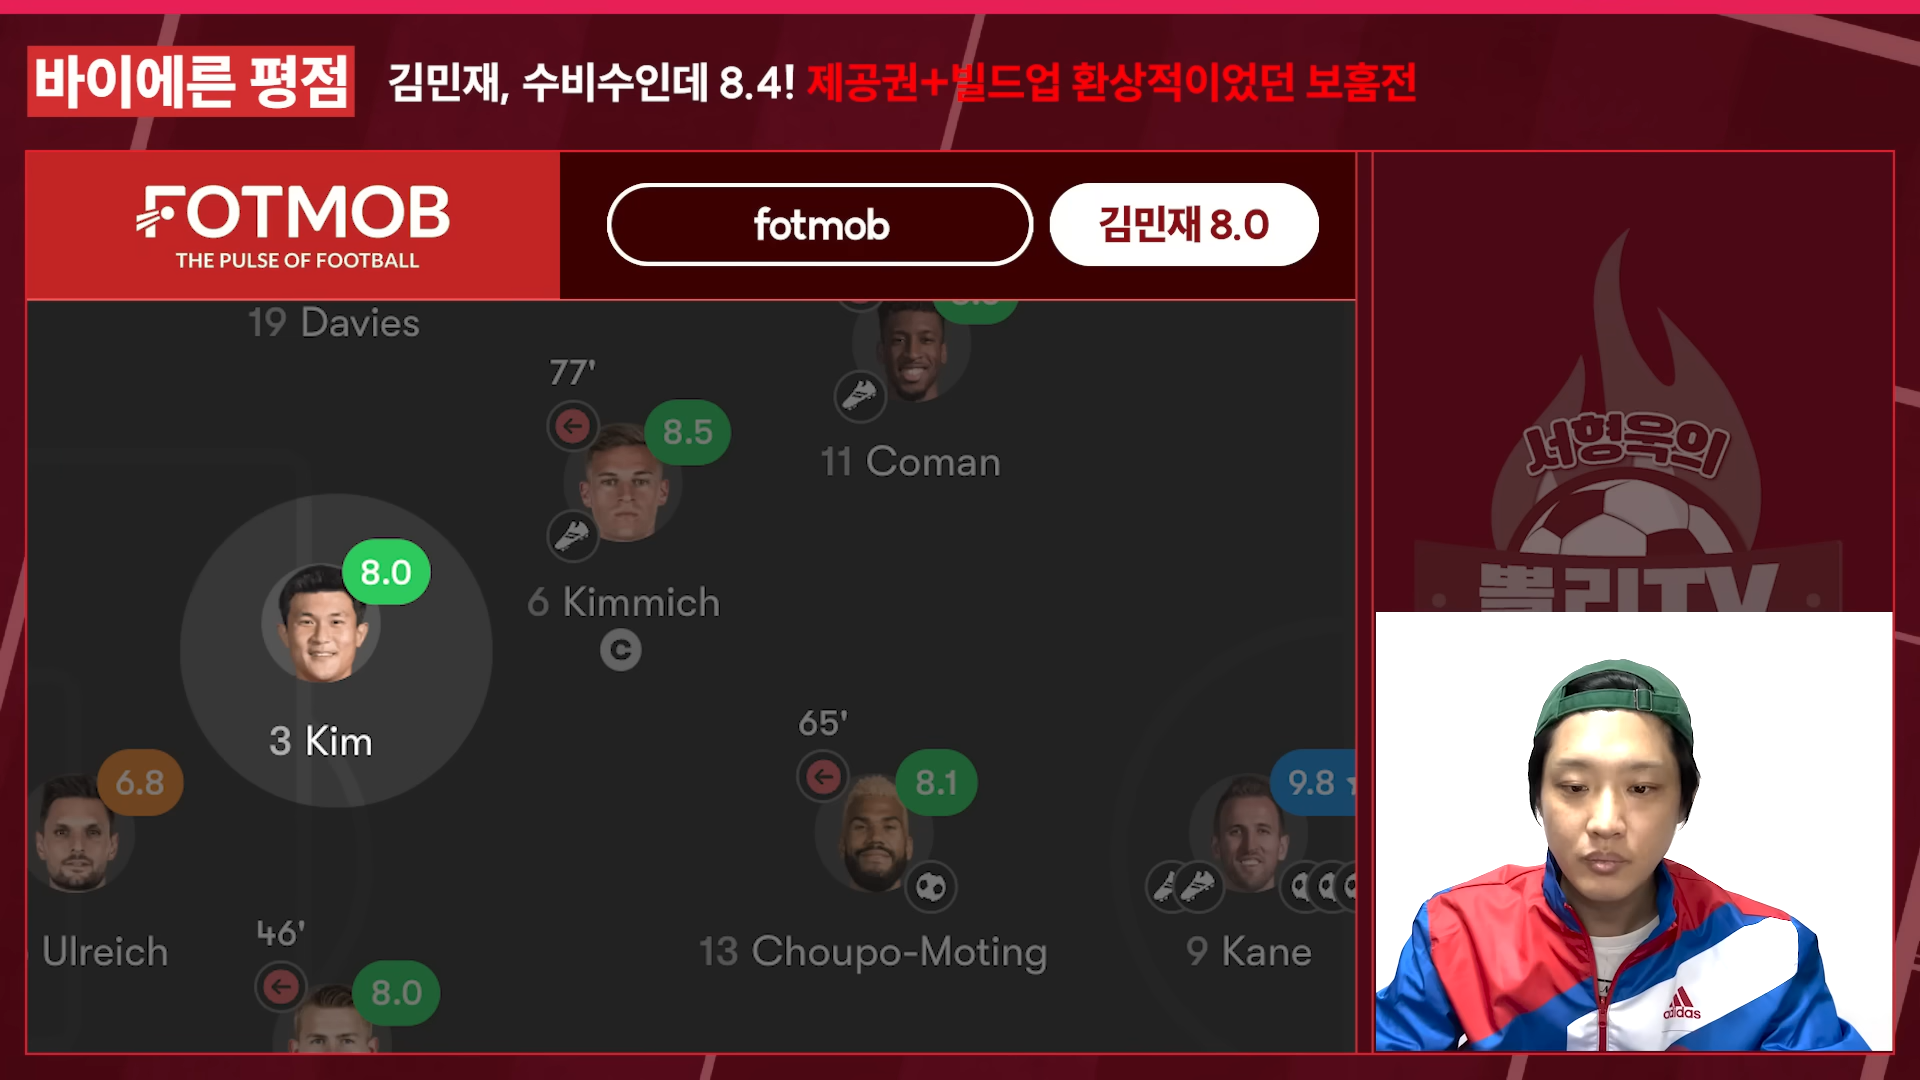 바이에른 평점
김민재, 수비수인데 8.4! 제공권+빌드업 환상적이었던 보훔전
FOTMOB
THE PULSE OF FOOTBALL
fotmob
김민재 8.0
19 Davies
77'
8.5
11 Coman
8.0
6 Kimmich
C
3 Kim
65'
6.8
8.1
9.8
Ulreich
46'
13 Choupo-Moting
9 Kane
8.0
서형욱의
뽈리TV
adidas